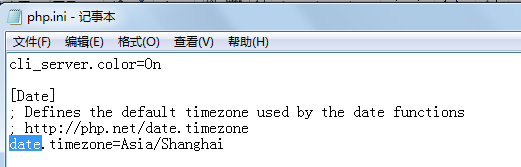 php.ini - 记事本
文件(F) 编辑(E) 格式(O) 查看(V) 帮助(H)
cli_server.color=On
[Date]
; Defines the default timezone used by the date functions
; http://php.net/date.timezone
date.timezone=Asia/Shanghai